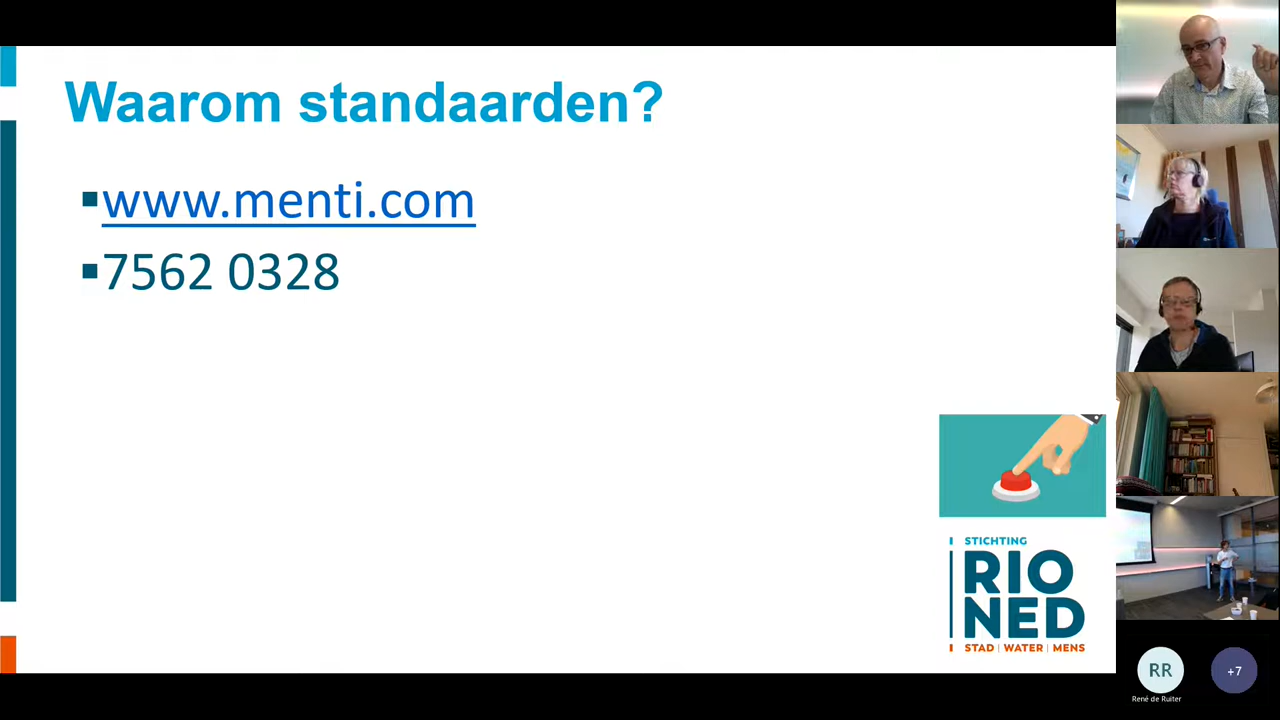 Waarom standaarden?
www.menti.com
7562 0328
STICHTING
RIO
NED
STAD | WATER | MENS
RR
+7
René de Ruiter